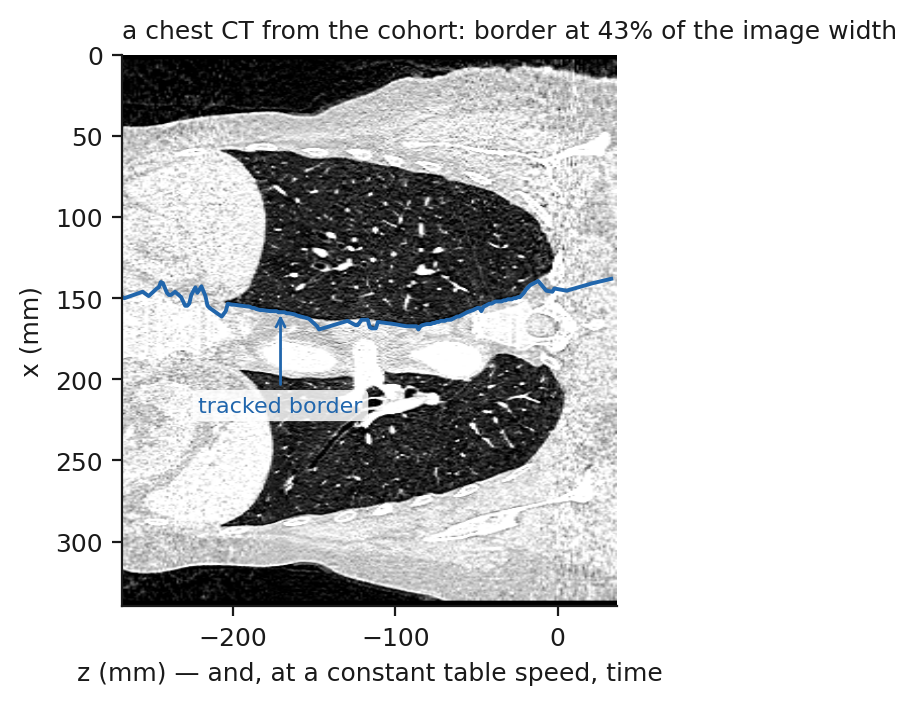 a chest CT from the cohort: border at 43% of the image width
0
50
100
150
200
250
300
x (mm)
tracked border
−200
−100
0
z (mm) — and, at a constant table speed, time